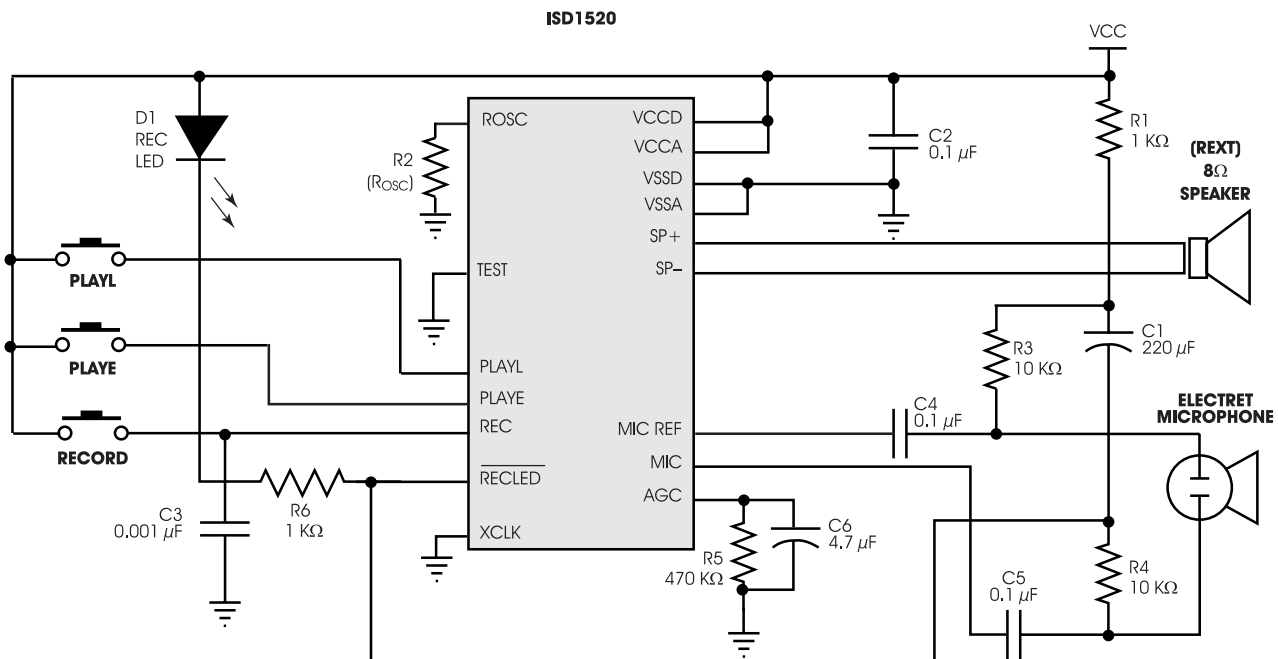 ISD1520
VCC
D1
REC
LED
ROSC
R2
(ROSC)
VCCD
VCCA
VSSD
VSSA
SP+
SP–
C2
0.1 µF
R1
1 KΩ
(REXT)
8Ω
SPEAKER
PLAYL
TEST
PLAYE
R3
10 KΩ
C1
220 µF
PLAYL
PLAYE
REC
RECORD
C4
0.1 µF
ELECTRET
MICROPHONE
MIC REF
MIC
AGC
RECLED
XCLK
R6
1 KΩ
C3
0.001 µF
R5
470 KΩ
C6
4.7 µF
C5
0.1 µF
R4
10 KΩ